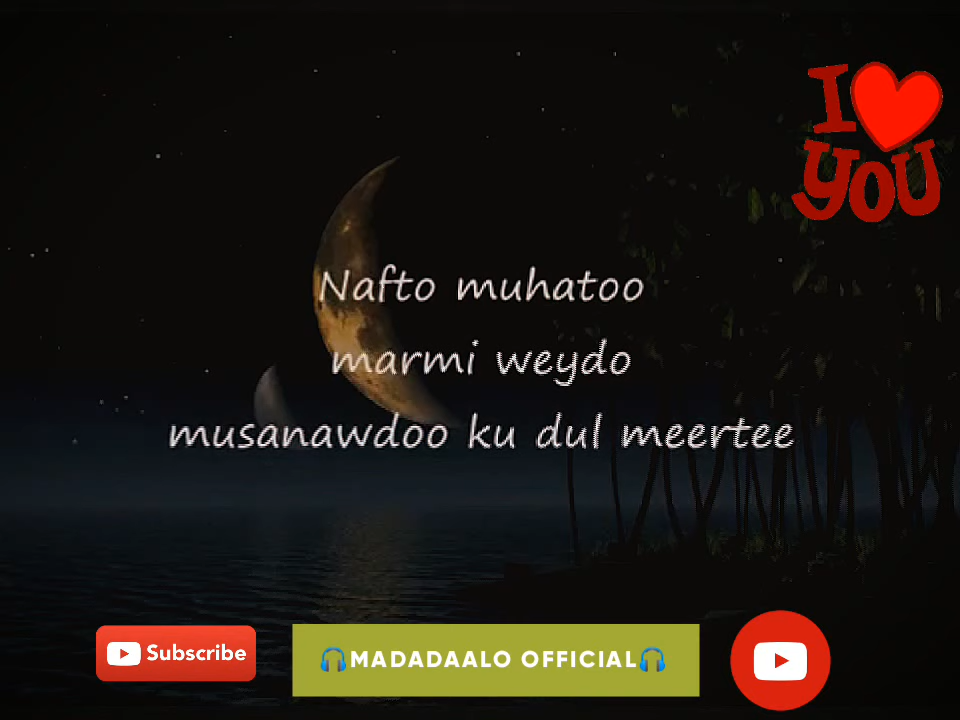 I
YOU
Nafto muhatoo
marmi weydo
musanawdoo ku dul meertee
Subscribe
🎧MADADAALO OFFICIAL🎧